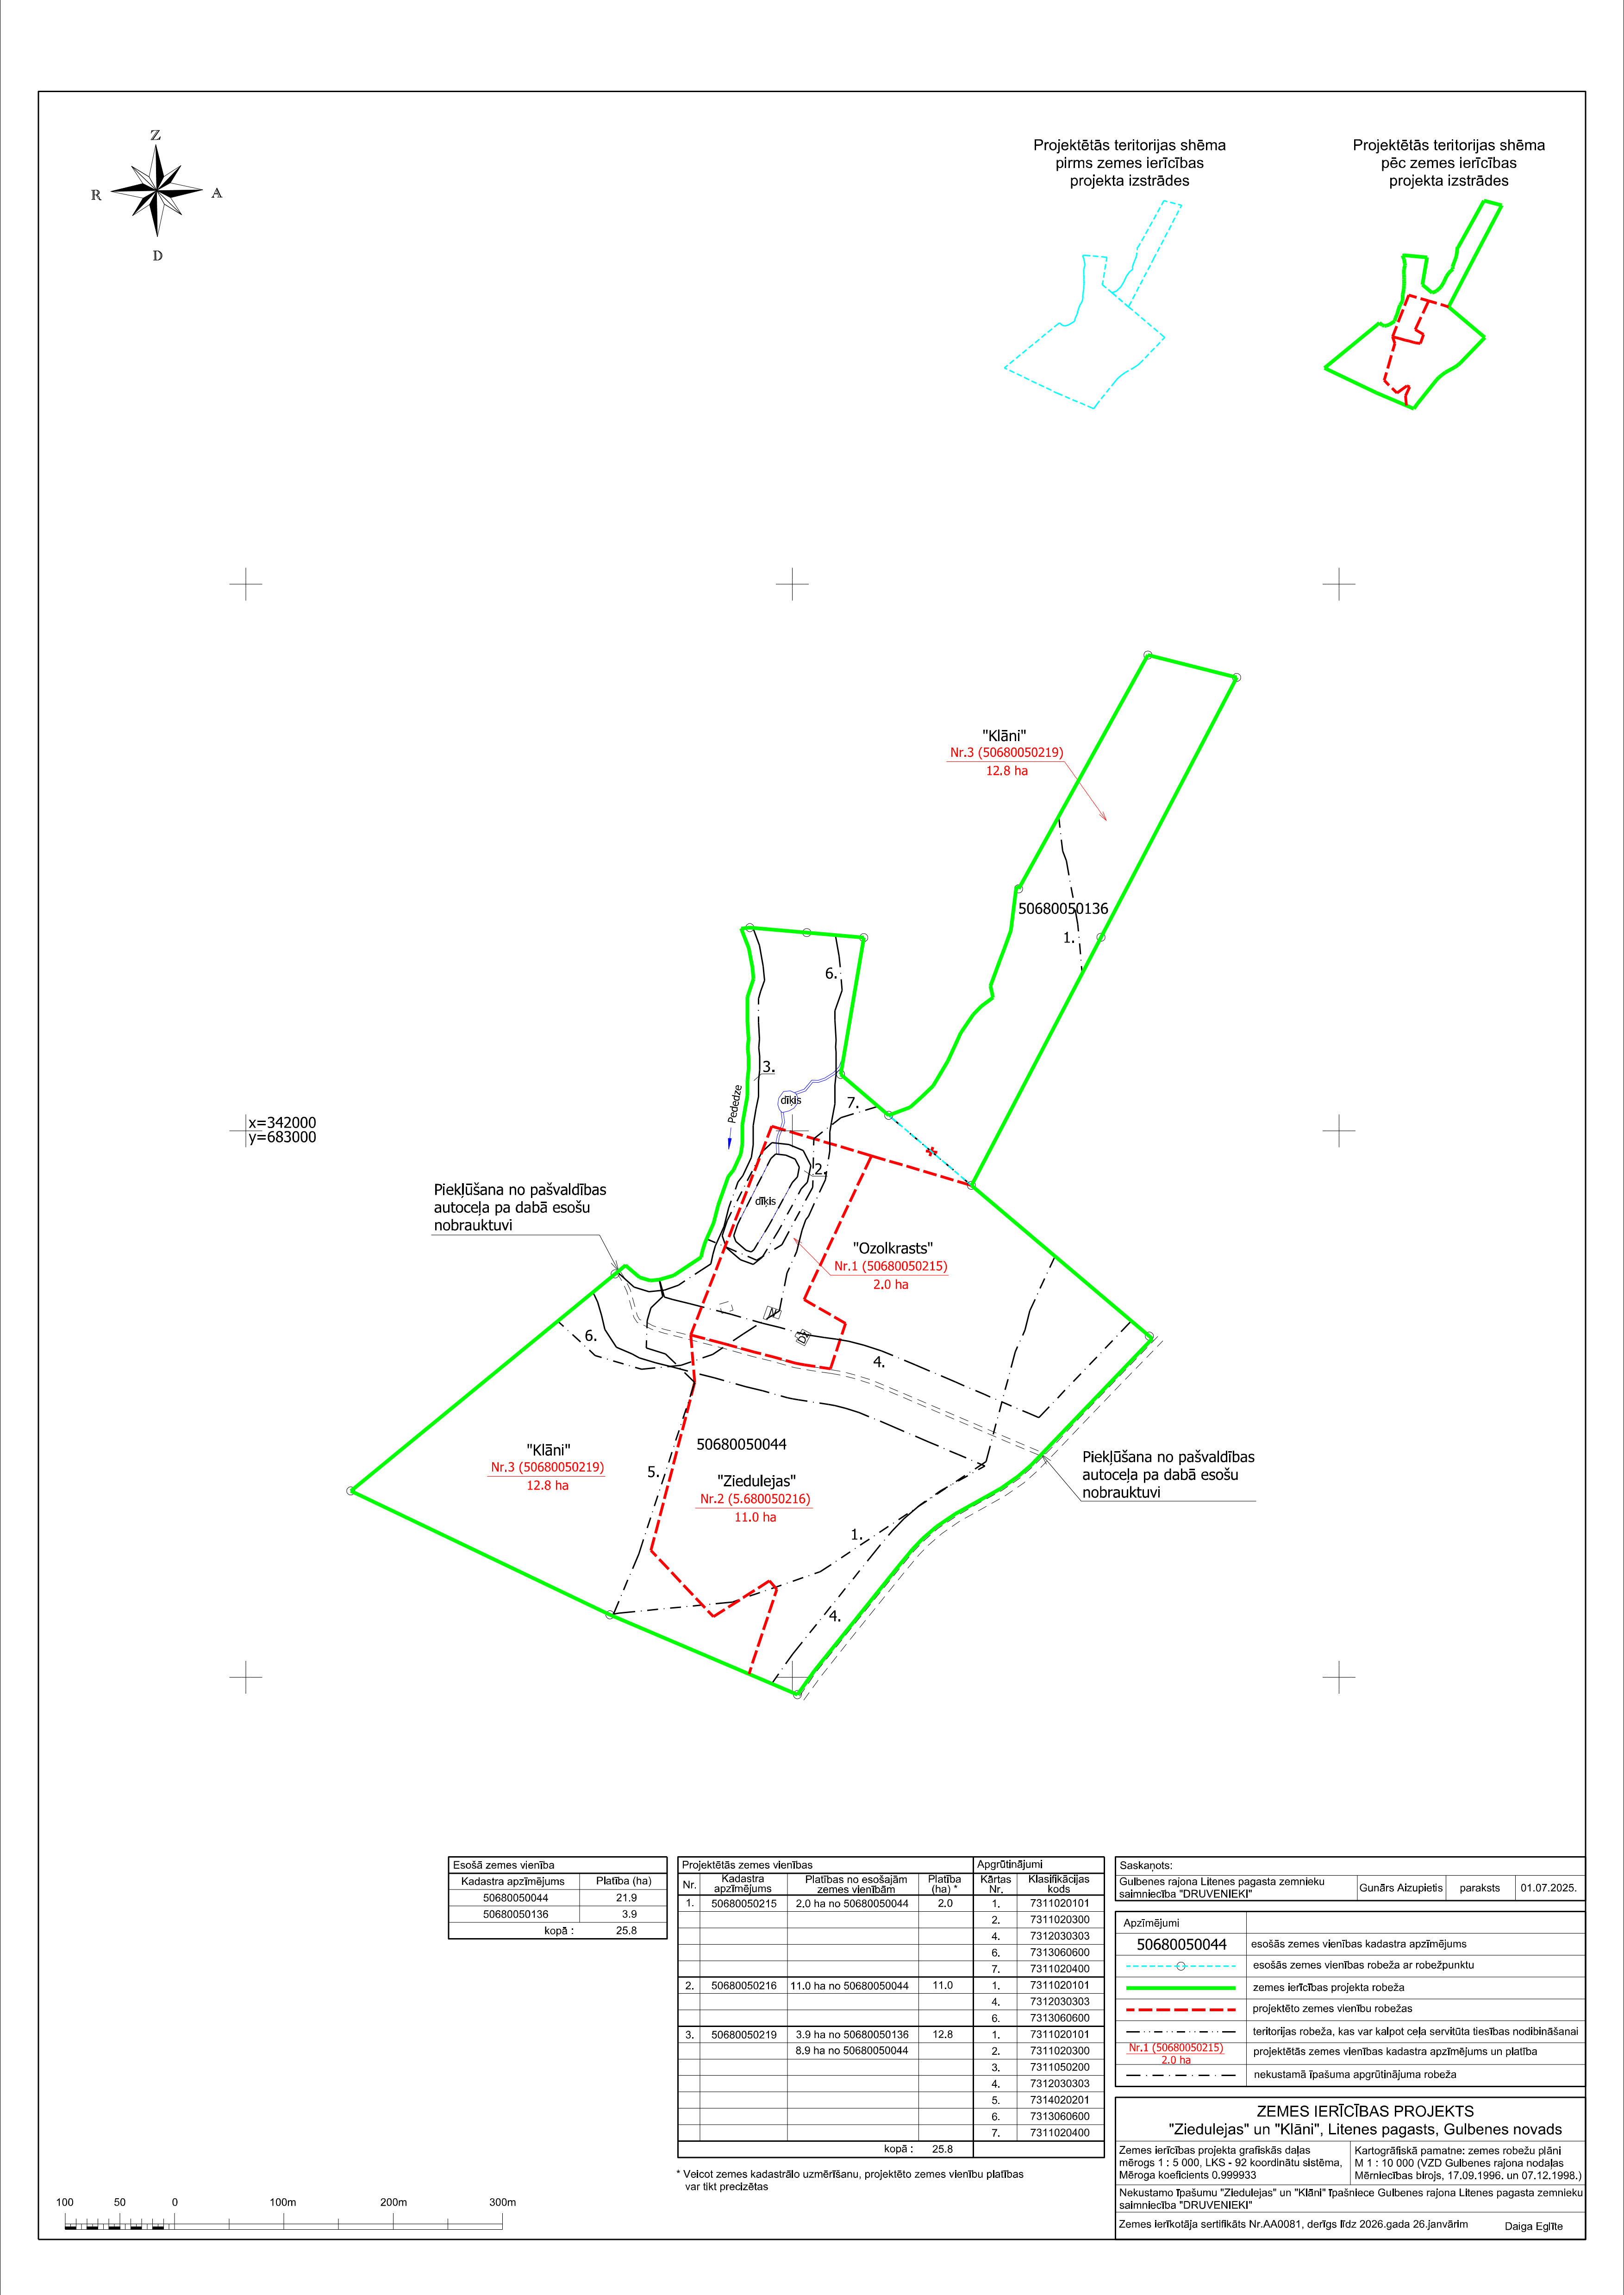 Z
R
A
D
Projektētās teritorijas shēma
pirms zemes ierīcības
projekta izstrādes
Projektētās teritorijas shēma
pēc zemes ierīcības
projekta izstrādes
"Klāni"
Nr.3 (50680050219)
12.8 ha
50680050136
1.
6.
3.
dīķis
7.
Pededze
x=342000
y=683000
2.
dīķis
Piekļūšana no pašvaldības
autoceļa pa dabā esošu
nobrauktuvi
"Ozolkrasts"
Nr.1 (50680050215)
2.0 ha
N
Dz
6.
4.
"Klāni"
Nr.3 (50680050219)
12.8 ha
5.
50680050044
"Ziedulejas"
Nr.2 (5.680050216)
11.0 ha
Piekļūšana no pašvaldības
autoceļa pa dabā esošu
nobrauktuvi
1.
4.
Esošā zemes vienība
Kadastra apzīmējums Platība (ha)
50680050044 21.9
50680050136 3.9
kopā : 25.8
Projektētās zemes vienības Apgrūtinājumi
Nr. Kadastra apzīmējums Platības no esošajām zemes vienībām Platība (ha) * Kārtas Nr. Klasifikācijas kods
1. 50680050215 2.0 ha no 50680050044 2.0 1. 7311020101
2. 7311020300
4. 7312030303
6. 7313060600
7. 7311020400
2. 50680050216 11.0 ha no 50680050044 11.0 1. 7311020101
4. 7312030303
6. 7313060600
3. 50680050219 3.9 ha no 50680050136 12.8 1. 7311020101
8.9 ha no 50680050044 2. 7311020300
3. 7311050200
4. 7312030303
5. 7314020201
6. 7313060600
7. 7311020400
kopā : 25.8
* Veicot zemes kadastrālo uzmērīšanu, projektēto zemes vienību platības
var tikt precizētas
Saskaņots:
Gulbenes rajona Litenes pagasta zemnieku
saimniecība "DRUVENIEKI"
Gunārs Aizupietis paraksts 01.07.2025.
Apzīmējumi
50680050044 esošās zemes vienības kadastra apzīmējums
esošās zemes vienības robeža ar robežpunktu
zemes ierīcības projekta robeža
projektēto zemes vienību robežas
teritorijas robeža, kas var kalpot ceļa servitūta tiesības nodibināšanai
Nr.1 (50680050215)
2.0 ha
projektētās zemes vienības kadastra apzīmējums un platība
nekustamā īpašuma apgrūtinājuma robeža
ZEMES IERĪCĪBAS PROJEKTS
"Ziedulejas" un "Klāni", Litenes pagasts, Gulbenes novads
Zemes ierīcības projekta grafiskās daļas
mērogs 1 : 5 000, LKS - 92 koordinātu sistēma,
Mēroga koeficients 0.999933
Kartogrāfiskā pamatne: zemes robežu plāni
M 1 : 10 000 (VZD Gulbenes rajona nodaļas
Mērniecības birojs, 17.09.1996. un 07.12.1998.)
Nekustamo īpašumu "Ziedulejas" un "Klāni" īpašniece Gulbenes rajona Litenes pagasta zemnieku
saimniecība "DRUVENIEKI"
Zemes ierīkotāja sertifikāts Nr.AA0081, derīgs līdz 2026.gada 26.janvārim Daiga Eglīte
100 50 0 100m 200m 300m